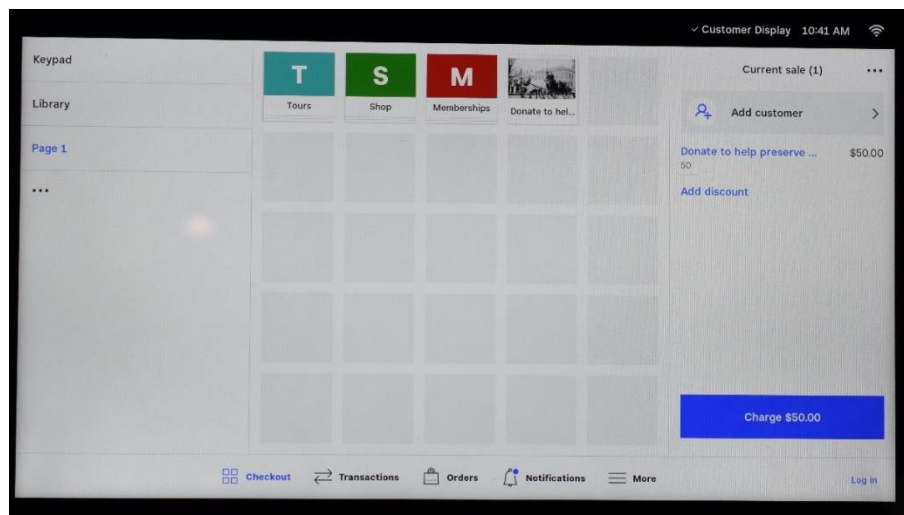 ✓ Customer Display 10:41 AM
Keypad
Library
Page 1
•••
T
Tours
S
Shop
M
Memberships
Donate to hel...
Current sale (1) •••
Add customer
Donate to help preserve ... $50.00
50
Add discount
Charge $50.00
Checkout
Transactions
Orders
Notifications
More
Log in